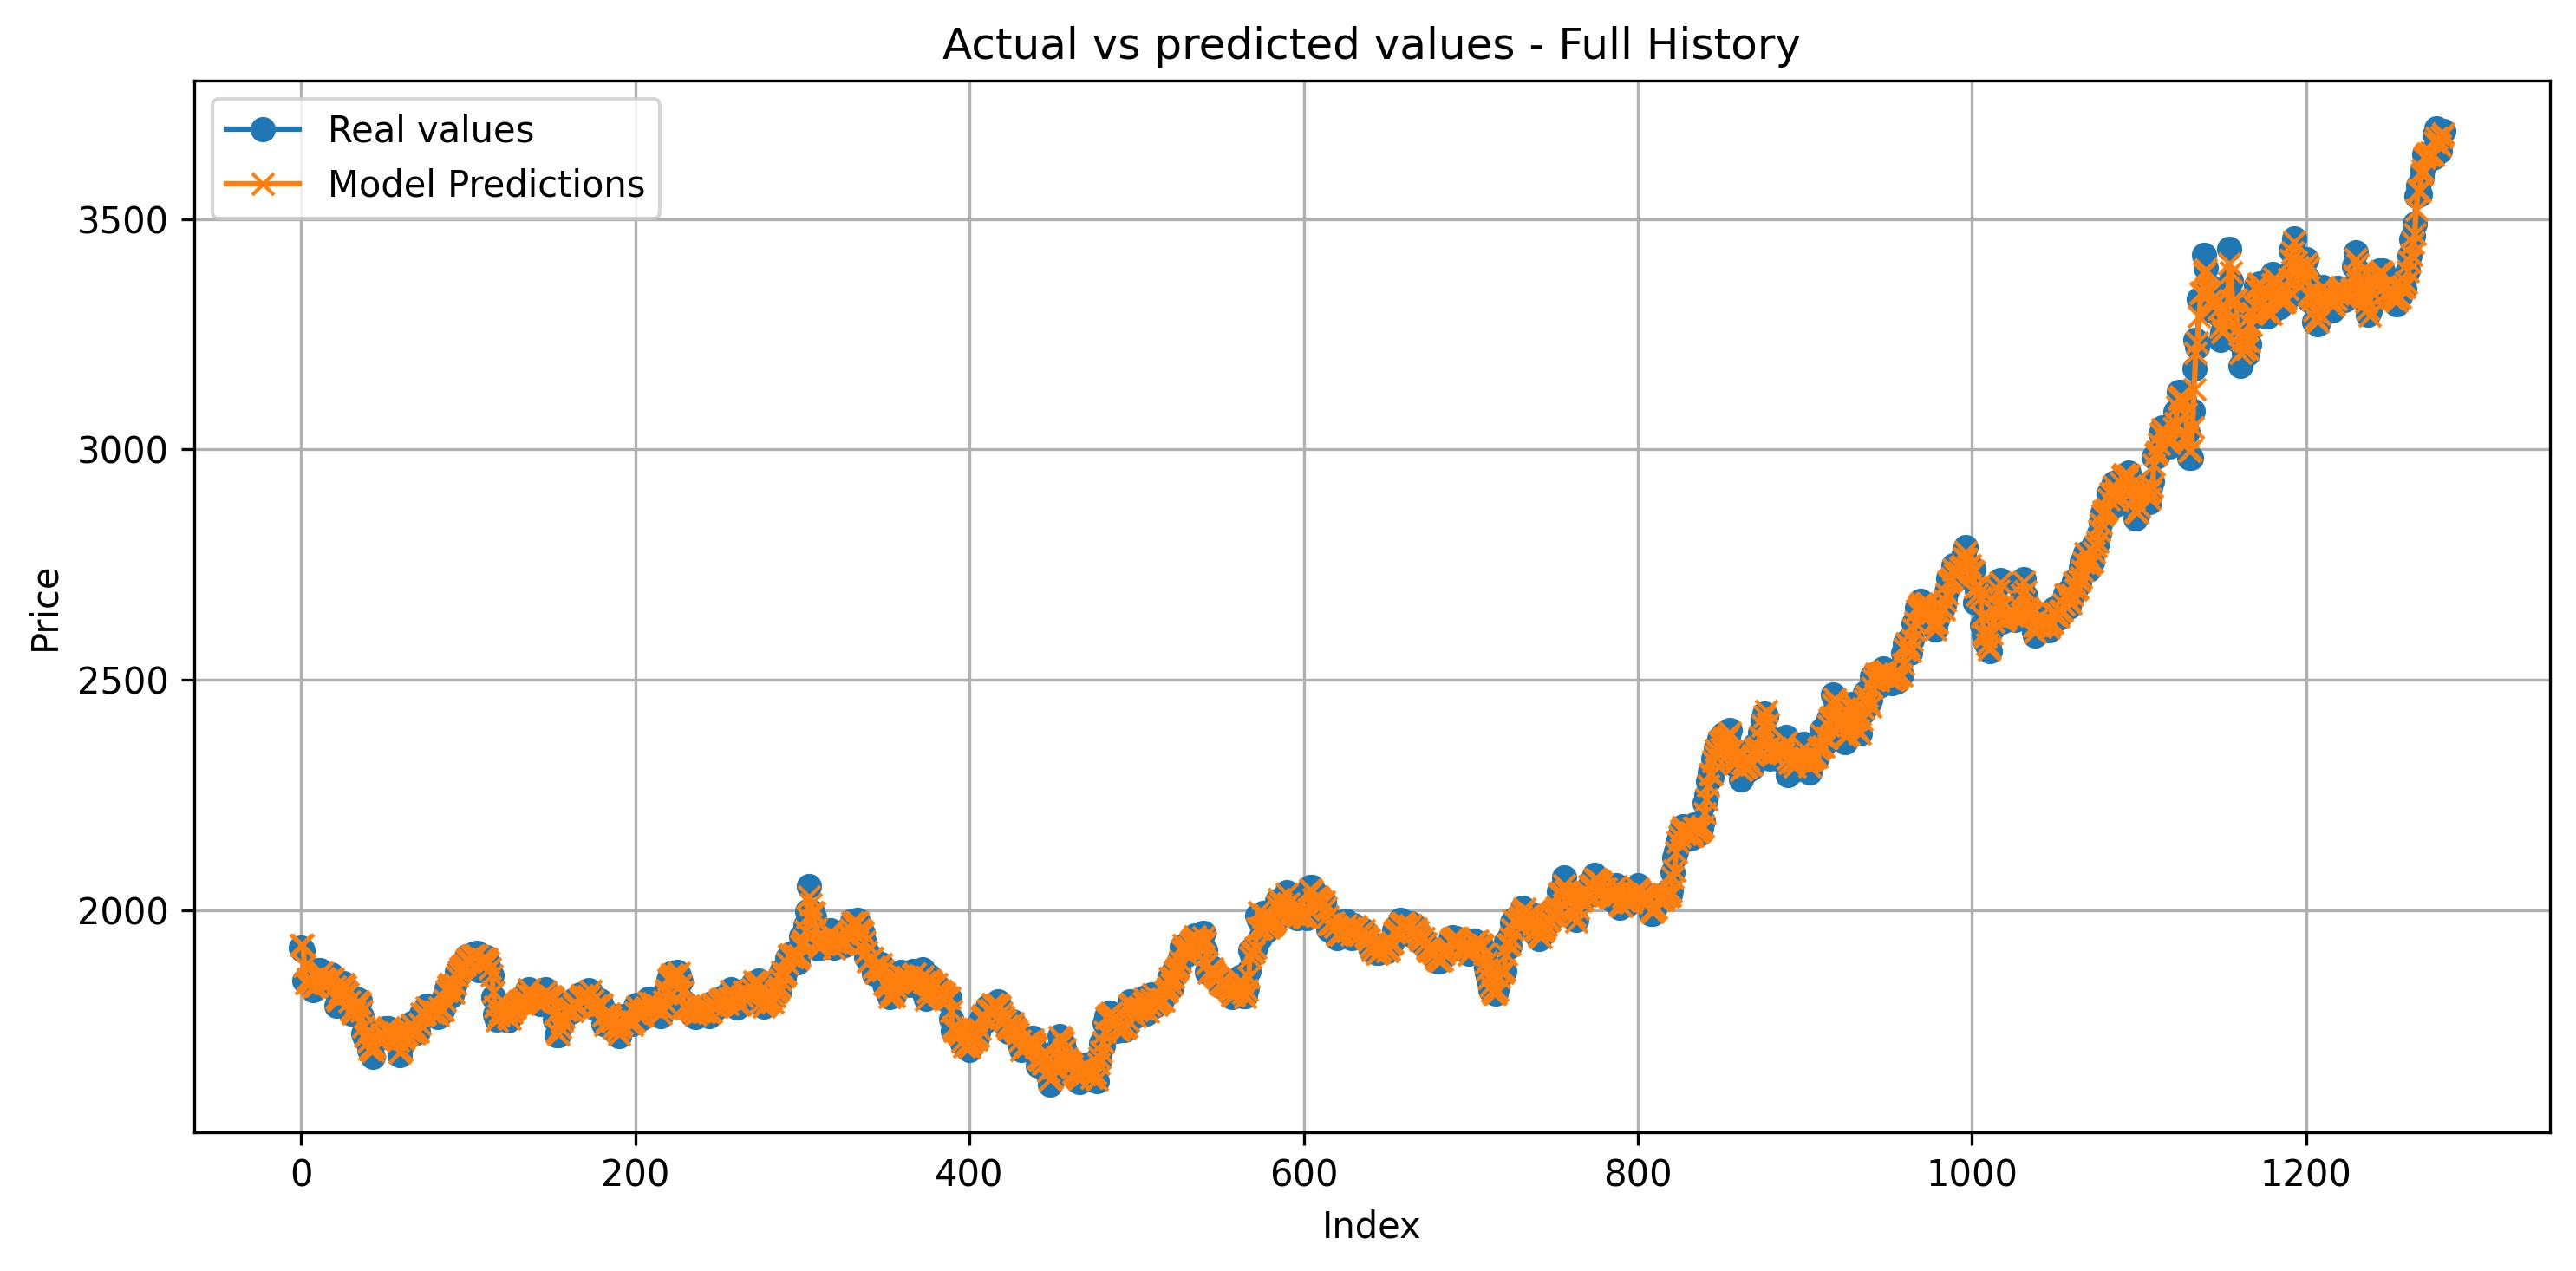 Actual vs predicted values - Full History
Real values
Model Predictions
Price
3500
3000
2500
2000
0 200 400 600 800 1000 1200
Index